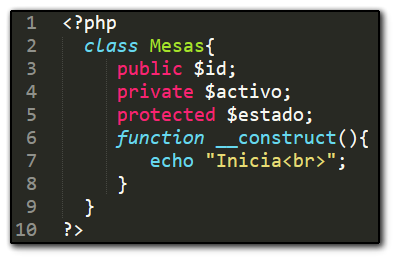 1 <?php
2 class Mesas{
3 public $id;
4 private $activo;
5 protected $estado;
6 function __construct(){
7 echo "Inicia<br>";
8 }
9 }
10 ?>